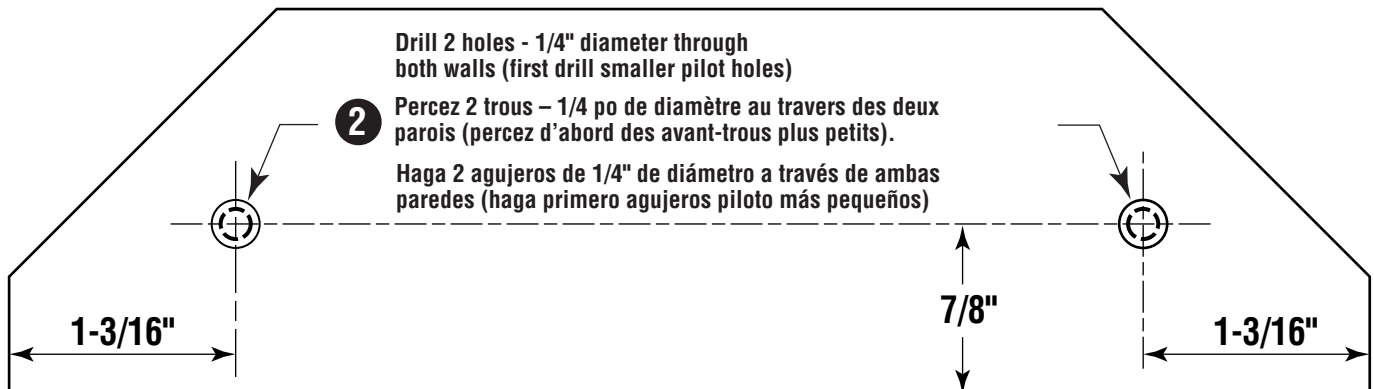 Drill 2 holes - 1/4" diameter through
both walls (first drill smaller pilot holes)
2
Percez 2 trous – 1/4 po de diamètre au travers des deux
parois (percez d'abord des avant-trous plus petits).
Haga 2 agujeros de 1/4" de diámetro a través de ambas
paredes (haga primero agujeros piloto más pequeños)
1-3/16"
7/8"
1-3/16"